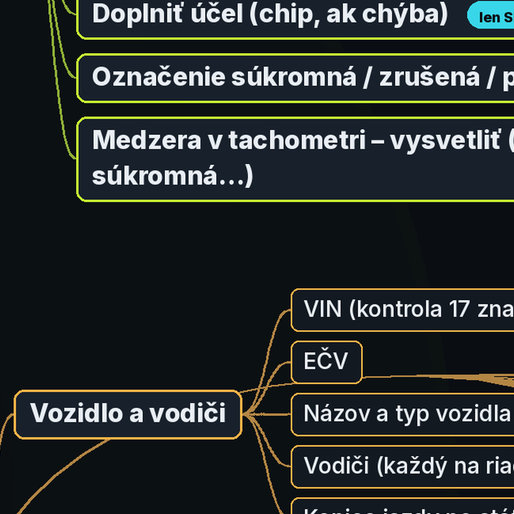 Doplniť účel (chip, ak chýba) len S
Označenie súkromná / zrušená / p
Medzera v tachometri – vysvetliť (
súkromná…)
VIN (kontrola 17 zna
EČV
Vozidlo a vodiči
Názov a typ vozidla
Vodiči (každý na ria